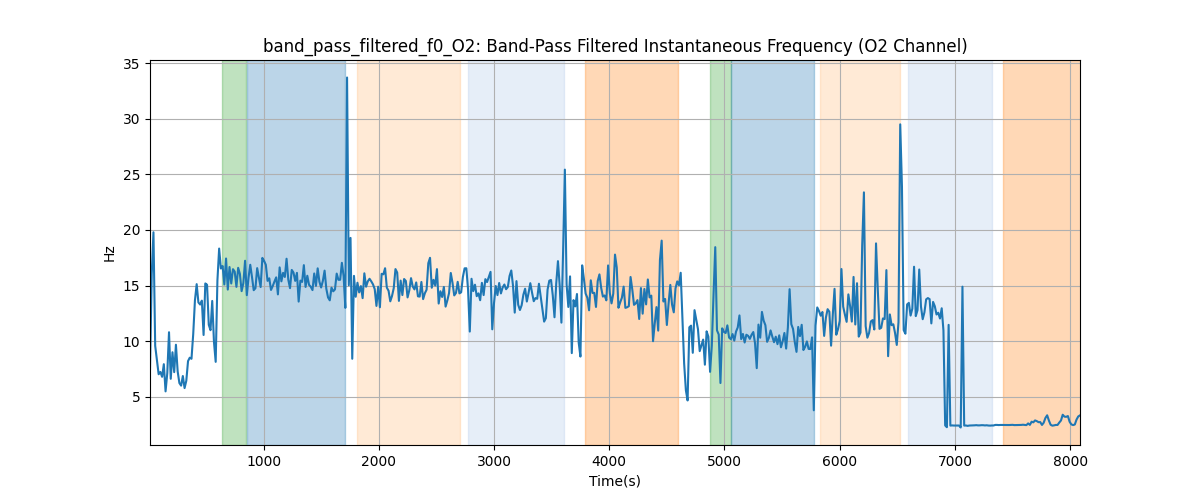 band_pass_filtered_f0_O2: Band-Pass Filtered Instantaneous Frequency (O2 Channel)
35
30
25
20
15
10
5
Hz
1000 2000 3000 4000 5000 6000 7000 8000
Time(s)